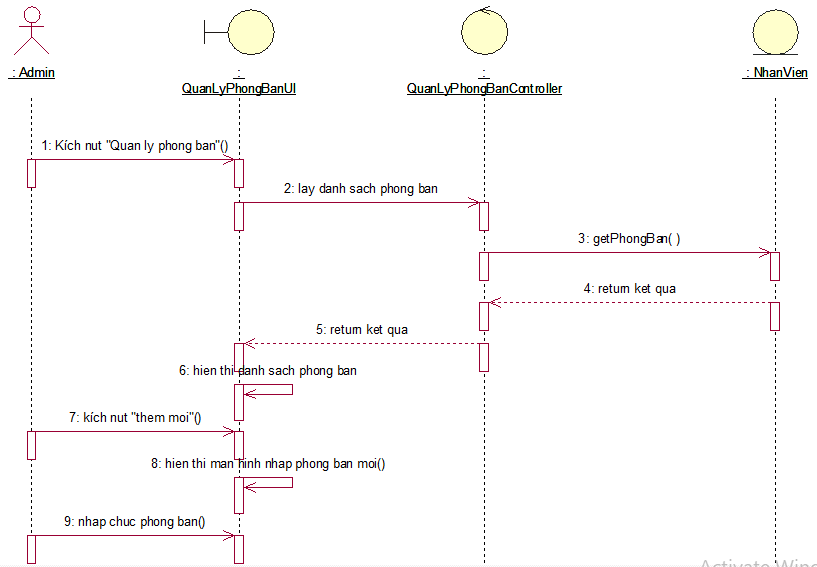 : Admin
:
QuanLyPhongBanUI
:
QuanLyPhongBanController
: NhanVien
1: Kích nut "Quan ly phong ban"()
2: lay danh sach phong ban
3: getPhongBan( )
4: return ket qua
5: return ket qua
6: hien thi danh sach phong ban
7: kích nut "them moi"()
8: hien thi man hinh nhap phong ban moi()
9: nhap chuc phong ban()